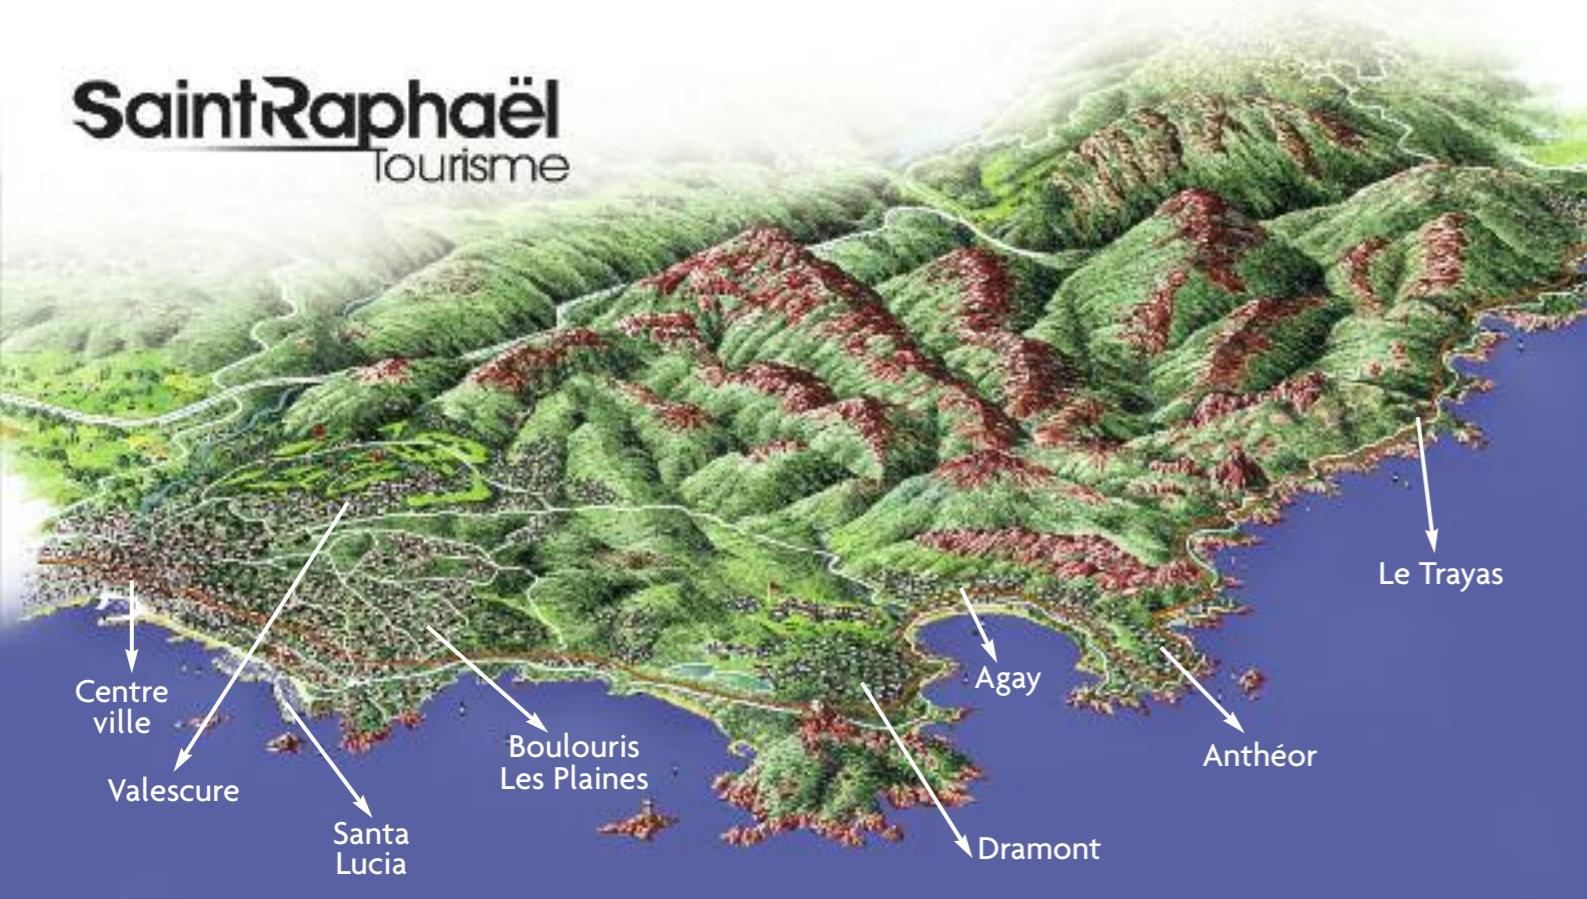 SaintRaphaël
Tourisme
Centre
ville
Valescure
Santa
Lucia
Boulouris
Les Plaines
Dramont
Agay
Anthéor
Le Trayas